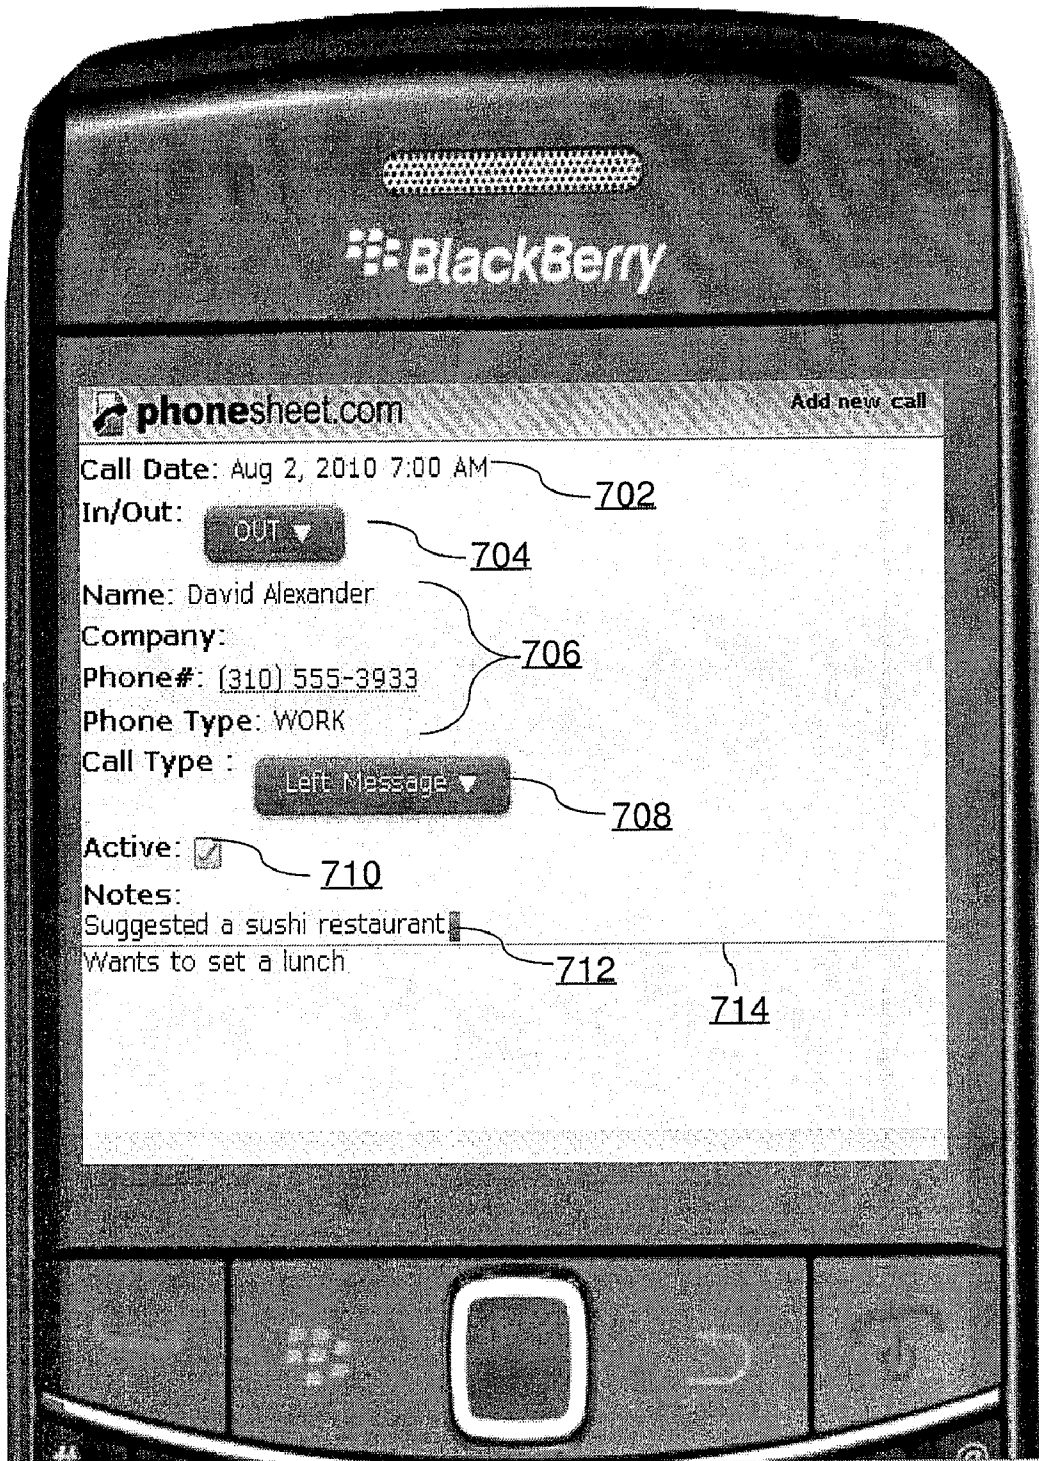 BlackBerry
phonesheet.com Add new call
Call Date: Aug 2, 2010 7:00 AM 702
In/Out: OUT ▼ 704
Name: David Alexander
Company: 706
Phone#: (310) 555-3933
Phone Type: WORK
Call Type : Left Message ▼ 708
Active: 710
Notes:
Suggested a sushi restaurant. 712
Wants to set a lunch 714
# @